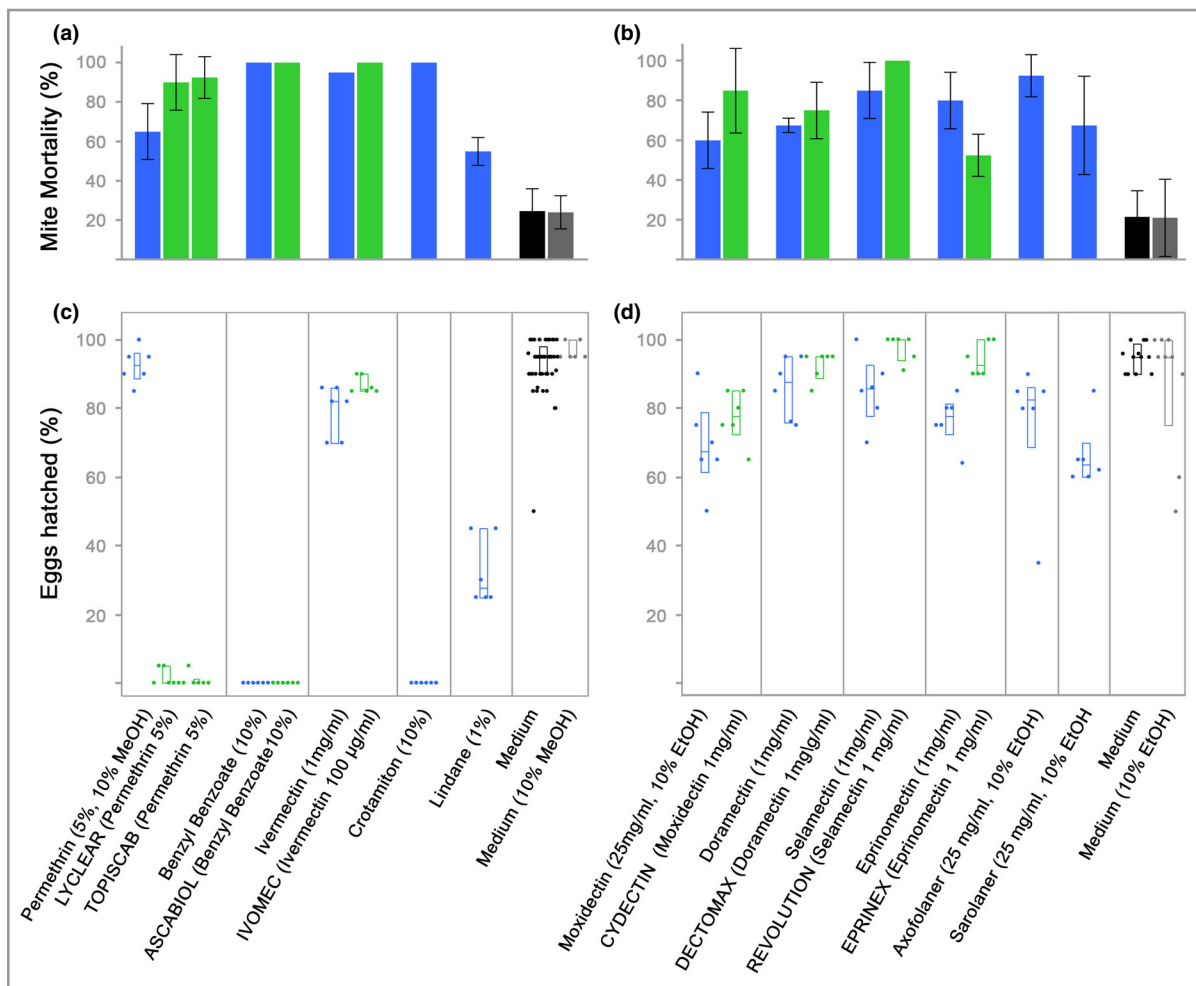 (a)
(b)
Mite Mortality (%)
100
80
60
40
20
100
80
60
40
20
(c)
(d)
Eggs hatched (%)
100
80
60
40
20
100
80
60
40
20
Permethrin (5%, 10% MeOH)
LYCLEAR (Permethrin 5%)
TOPISCAB (Permethrin 5%)
Benzyl Benzoate (10%)
ASCABIOL (Benzyl Benzoate10%)
Ivermectin (1mg/ml)
IVOMEC (Ivermectin 100 ug/ml)
Crotamiton (10%)
Lindane (1%)
Medium
Medium (10% MeOH)
Moxidectin (25mg/ml, 10% EtOH)
CYDECTIN (Moxidectin 1mg/ml)
Doramectin (1mg/ml)
DECTOMAX (Doramectin 1mg/g/ml)
Selamectin (1mg/ml)
REVOLUTION (Selamectin 1 mg/ml)
Eprinomectin (1mg/ml)
EPRINEX (Eprinomectin 1 mg/ml)
Axofolaner (25 mg/ml, 10% EtOH)
Sarolaner (25 mg/ml, 10% EtOH
Medium
Medium (10% EtOH)